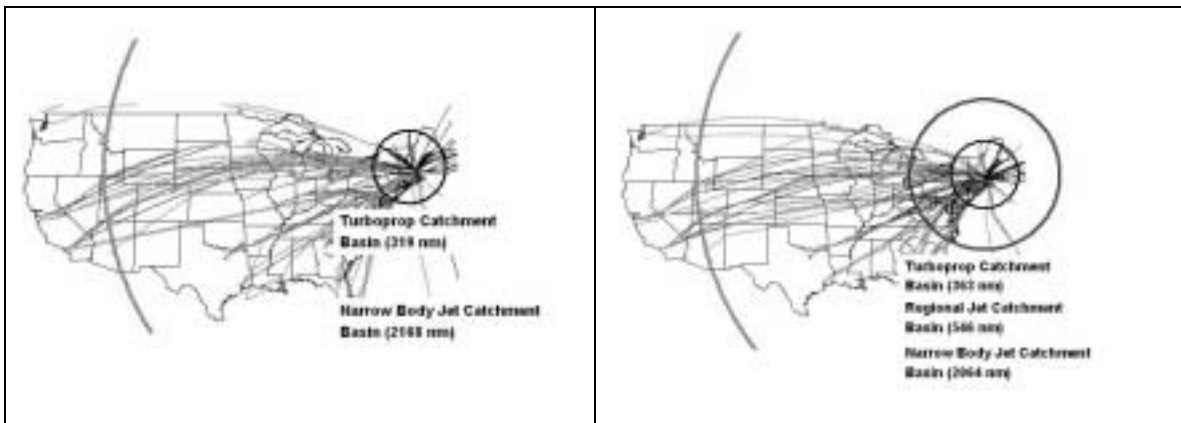 Turboprop Catchment
Basin (319 nm)
Narrow Body Jet Catchment
Basin (2168 nm)
Turboprop Catchment
Basin (363 nm)
Regional Jet Catchment
Basin (nm)
Narrow Body Jet Catchment
Basin (2064 nm)